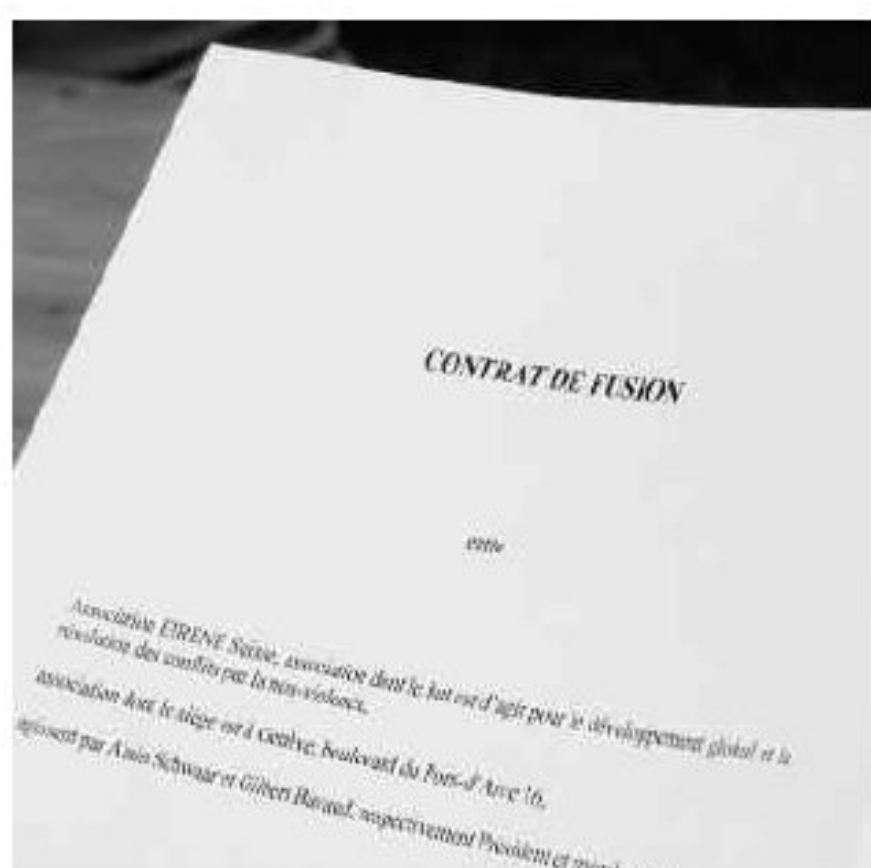 CONTRAT DE FUSION
entre
Association EIRENE Suisse, association dont le but est d'agir pour le développement global et la
résolution des conflits par la non-violence,
association dont le siège est à Genève, boulevard du Pont-d'Arve 16,
agissent par Alain Schwaar et Gilbert respectivement Président et